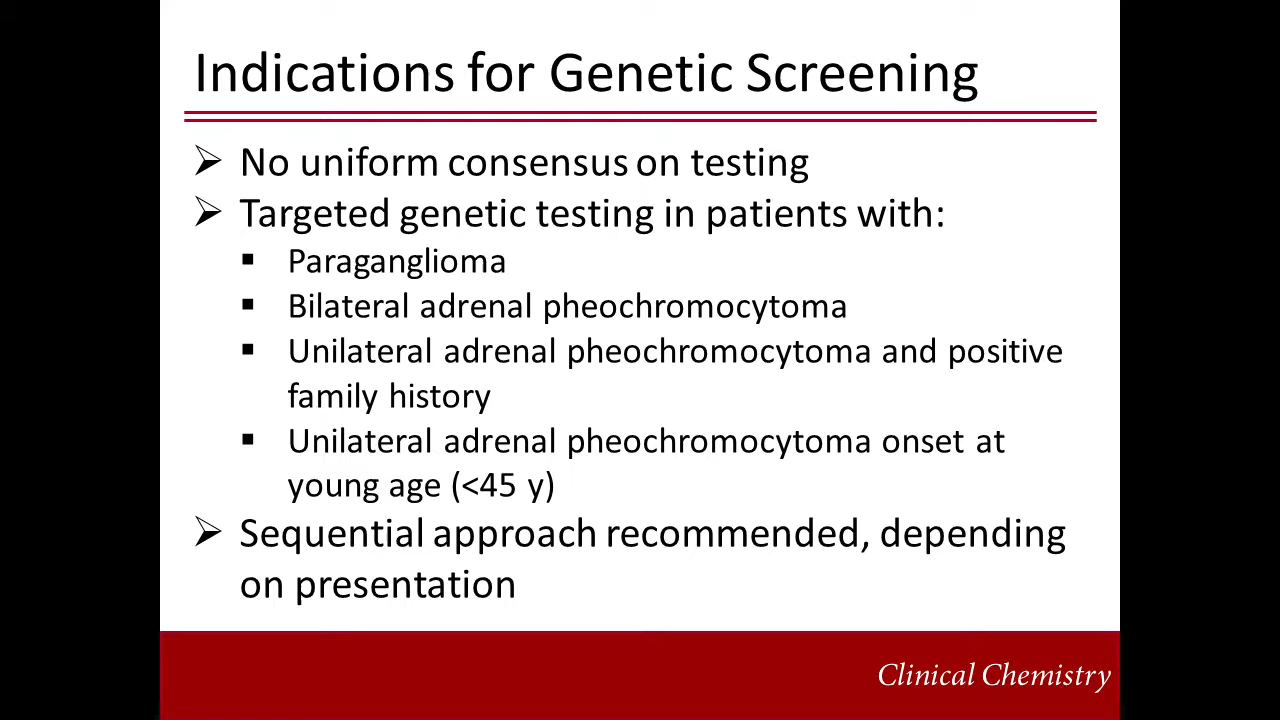 Indications for Genetic Screening
➢ No uniform consensus on testing
➢ Targeted genetic testing in patients with:
▪ Paraganglioma
▪ Bilateral adrenal pheochromocytoma
▪ Unilateral adrenal pheochromocytoma and positive
family history
▪ Unilateral adrenal pheochromocytoma onset at
young age (<45 y)
➢ Sequential approach recommended, depending
on presentation
Clinical Chemistry